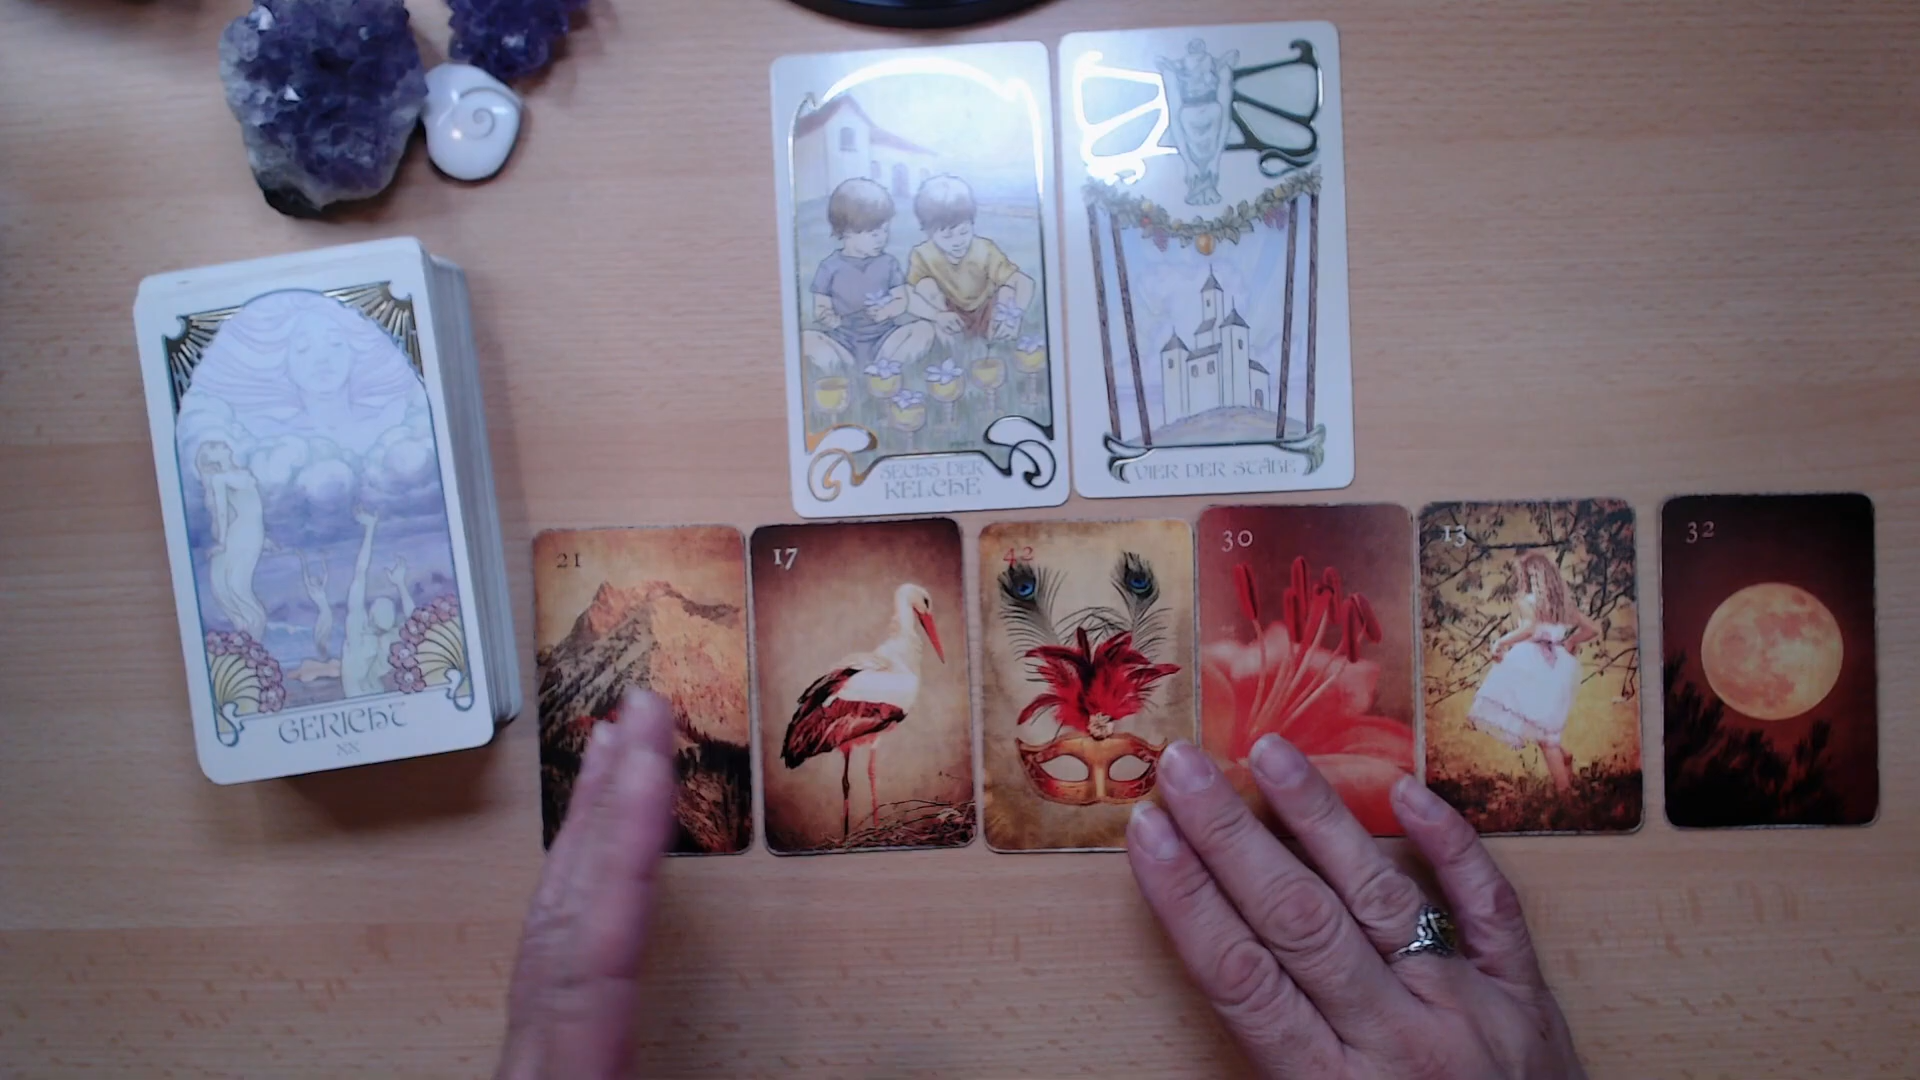 SECHS DER
KELCHE
VIER DER STÄBE
GERICHT
XX
21
17
42
30
13
32